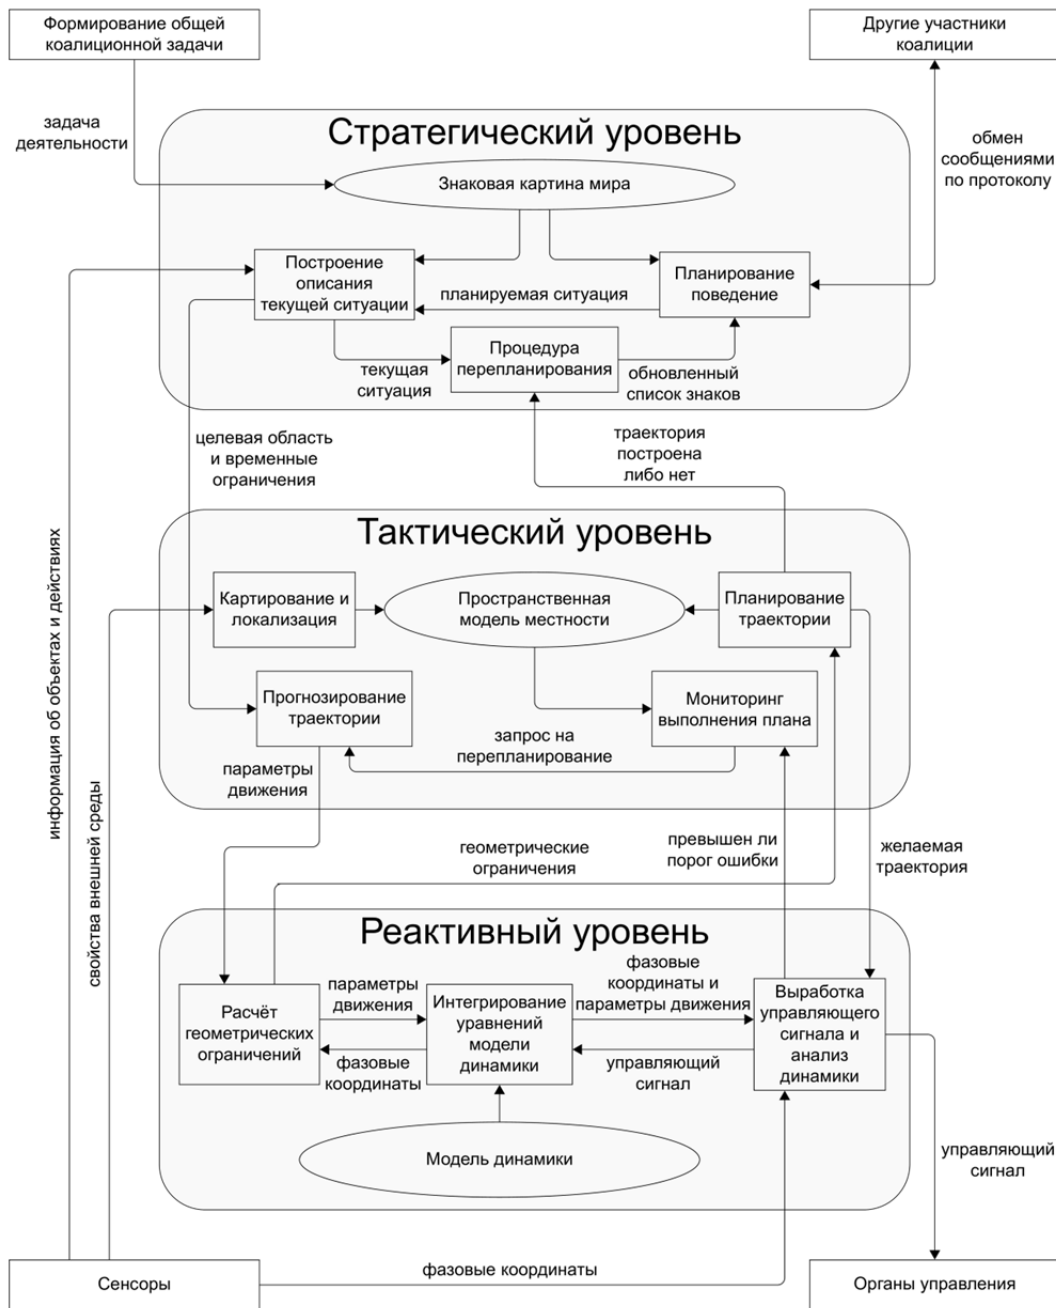 Формирование общей
коалиционной задачи
Другие участники
коалиции
задача
деятельности
обмен
сообщениями
по протоколу
Стратегический уровень
Знаковая картина мира
Построение
описания
текущей ситуации
планируемая ситуация
Планирование
поведение
текущая
ситуация
Процедура
перепланирования
обновленный
список знаков
целевая область
и временные
ограничения
траектория
построена
либо нет
Тактический уровень
Картирование и
локализация
Пространственная
модель местности
Планирование
траектории
Прогнозирование
траектории
Мониторинг
выполнения плана
запрос на
перепланирование
параметры
движения
информация об объектах и действиях
свойства внешней среды
геометрические
ограничения
превышен ли
порог ошибки
желаемая
траектория
Реактивный уровень
Расчёт
геометрических
ограничений
параметры
движения
фазовые
координаты
Интегрирование
уравнений
модели
динамики
фазовые
координаты и
параметры движения
управляющий
сигнал
Выработка
управляющего
сигнала и
анализ
динамики
Модель динамики
управляющий
сигнал
Сенсоры
фазовые координаты
Органы управления